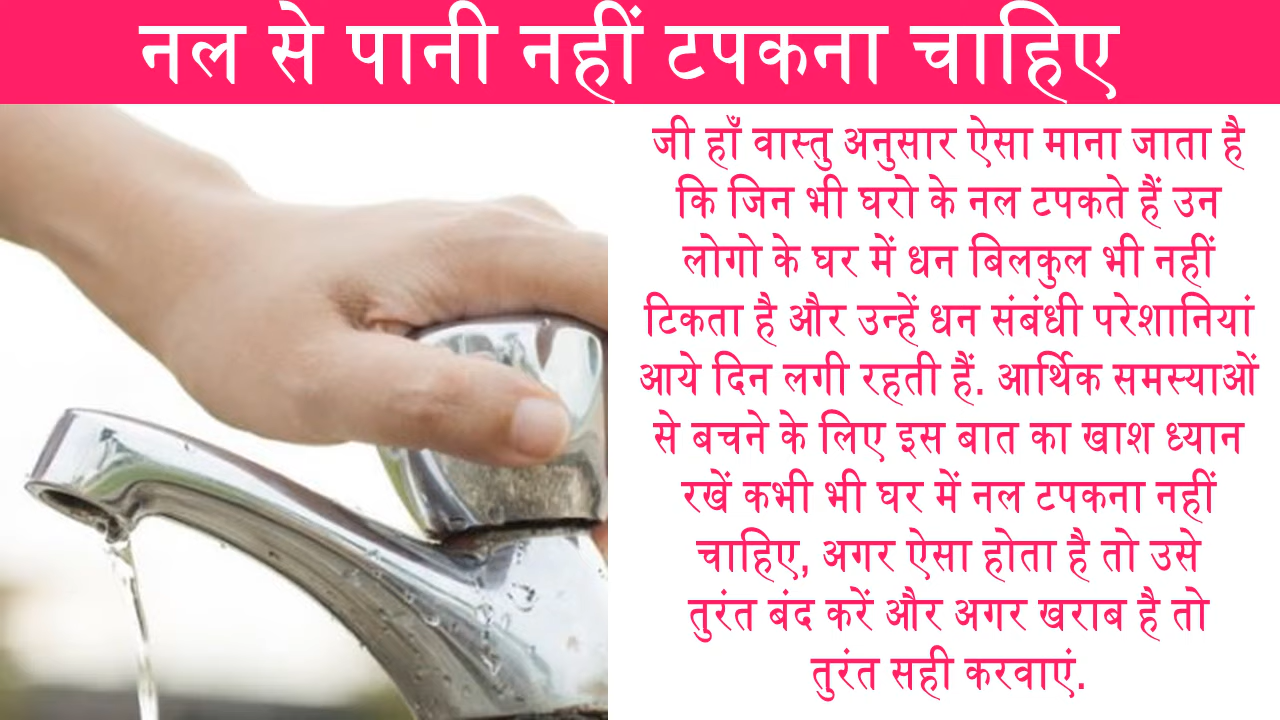 नल से पानी नहीं टपकना चाहिए
जी हाँ वास्तु अनुसार ऐसा माना जाता है
कि जिन भी घरो के नल टपकते हैं उन
लोगो के घर में धन बिलकुल भी नहीं
टिकता है और उन्हें धन संबंधी परेशानियां
आये दिन लगी रहती हैं. आर्थिक समस्याओं
से बचने के लिए इस बात का खाश ध्यान
रखें कभी भी घर में नल टपकना नहीं
चाहिए, अगर ऐसा होता है तो उसे
तुरंत बंद करें और अगर खराब है तो
तुरंत सही करवाएं.